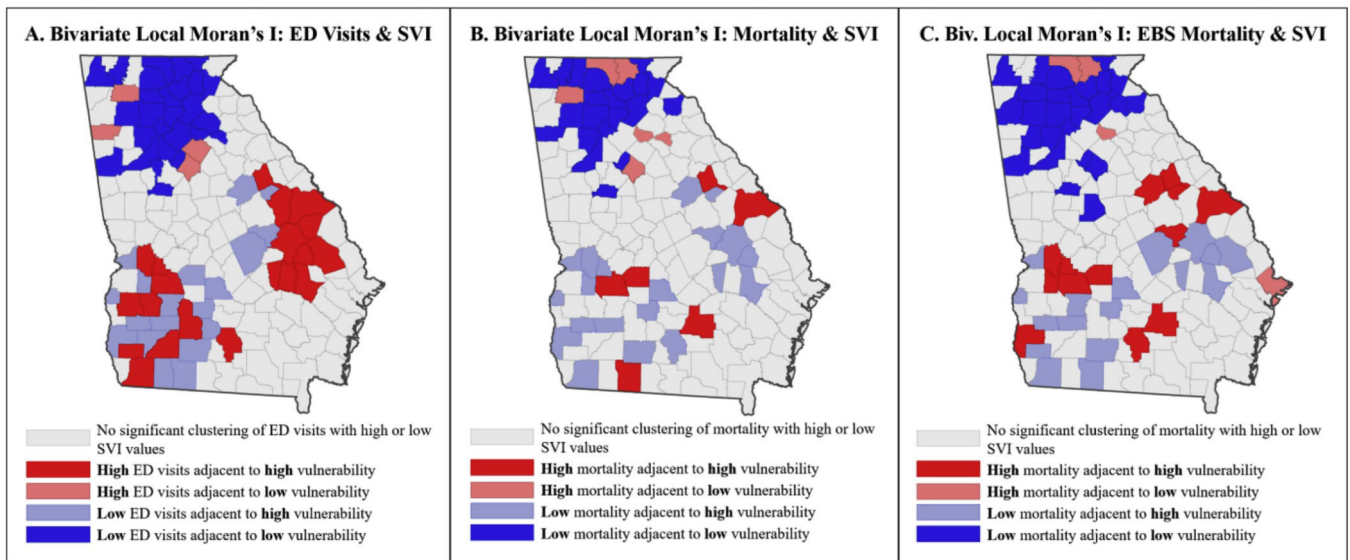 A. Bivariate Local Moran's I: ED Visits & SVI
No significant clustering of ED visits with high or low
SVI values
High ED visits adjacent to high vulnerability
High ED visits adjacent to low vulnerability
Low ED visits adjacent to high vulnerability
Low ED visits adjacent to low vulnerability
B. Bivariate Local Moran's I: Mortality & SVI
No significant clustering of mortality with high or low
SVI values
High mortality adjacent to high vulnerability
High mortality adjacent to low vulnerability
Low mortality adjacent to high vulnerability
Low mortality adjacent to low vulnerability
C. Biv. Local Moran's I: EBS Mortality & SVI
No significant clustering of mortality with high or low
SVI values
High mortality adjacent to high vulnerability
High mortality adjacent to low vulnerability
Low mortality adjacent to high vulnerability
Low mortality adjacent to low vulnerability